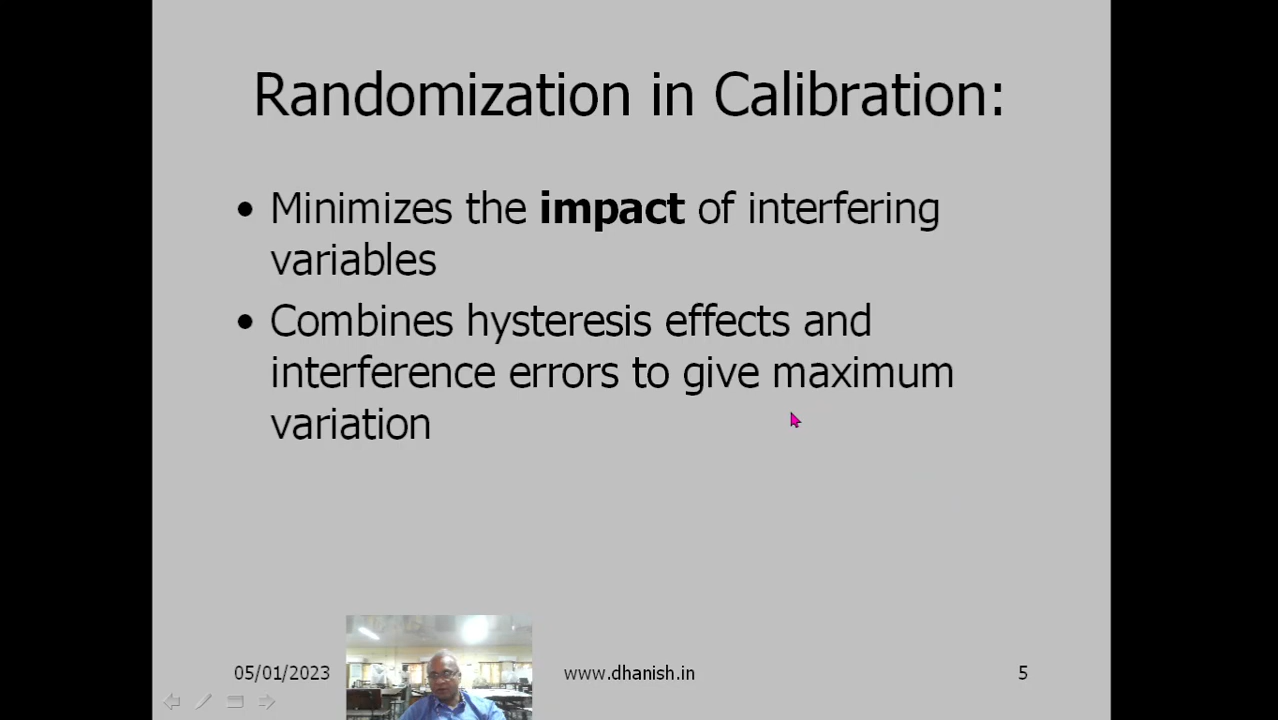 Randomization in Calibration:
• Minimizes the impact of interfering
variables
• Combines hysteresis effects and
interference errors to give maximum
variation
05/01/2023
www.dhanish.in
5